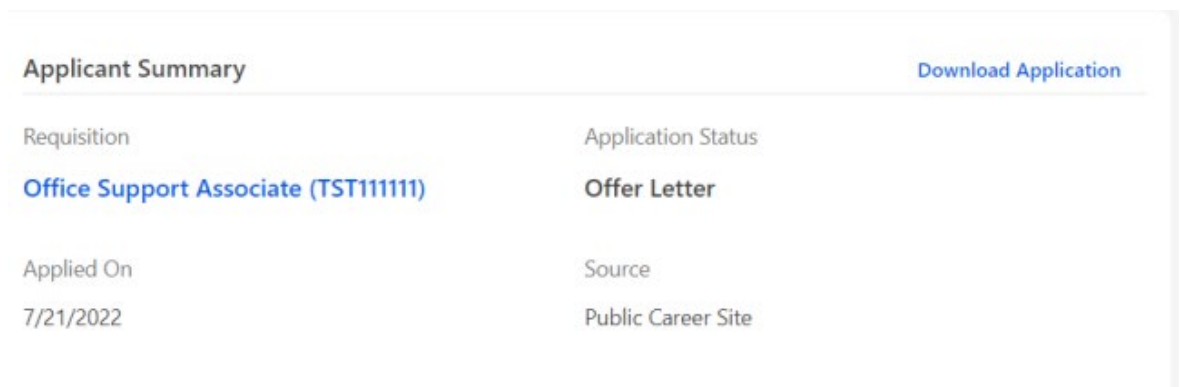 Applicant Summary
Download Application
Requisition
Application Status
Office Support Associate (TST111111)
Offer Letter
Applied On
Source
7/21/2022
Public Career Site